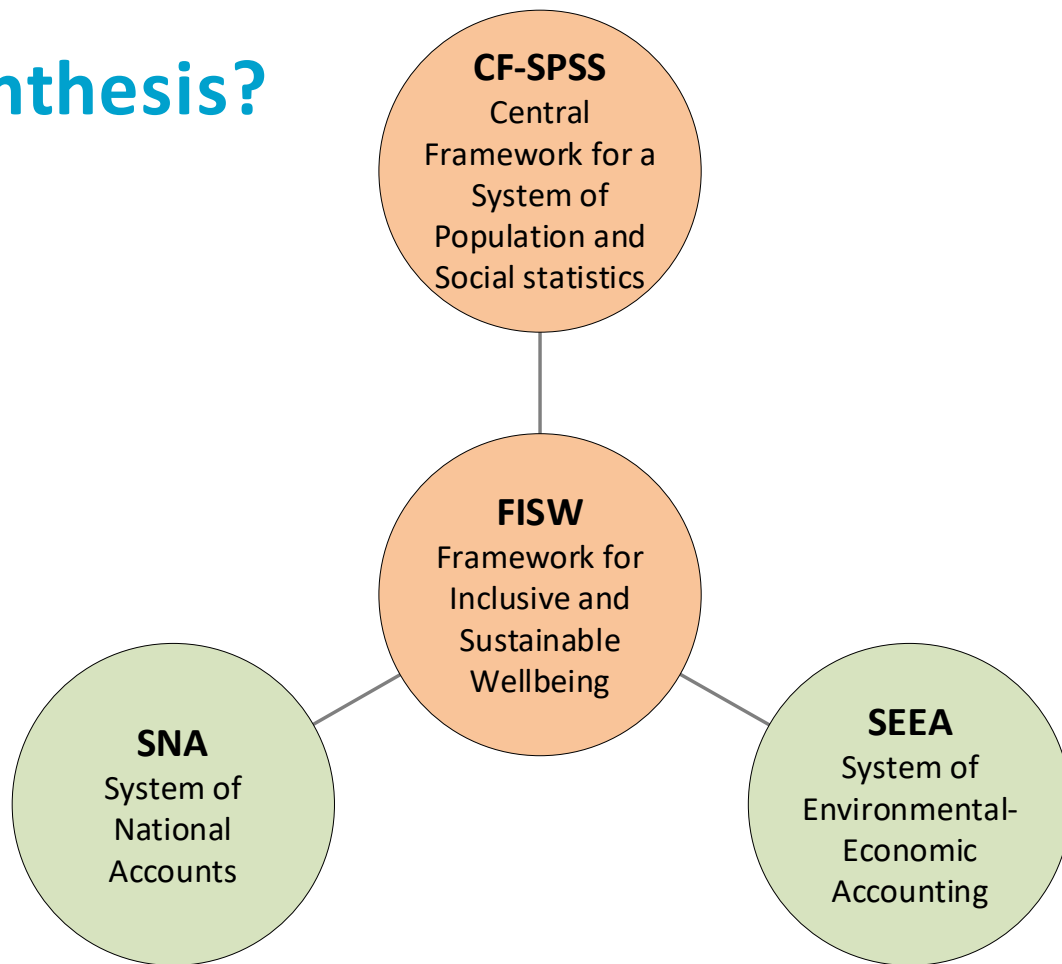 nthesis?
CF-SPSS
Central
Framework for a
System of
Population and
Social statistics
FISW
Framework for
Inclusive and
Sustainable
Wellbeing
SNA
System of
National
Accounts
SEEA
System of
Environmental-
Economic
Accounting